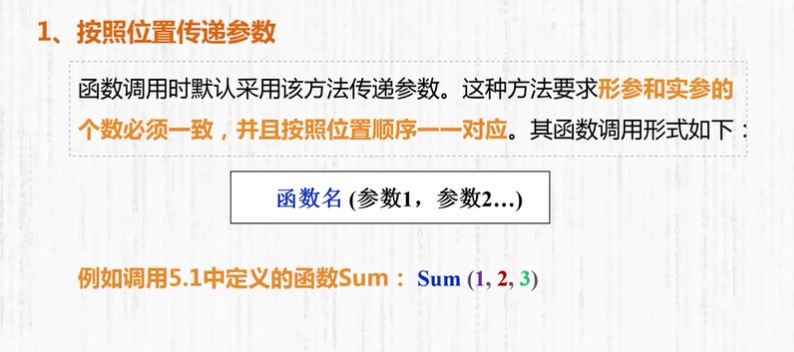 1、按照位置传递参数
函数调用时默认采用该方法传递参数。这种方法要求形参和实参的
个数必须一致，并且按照位置顺序一一对应。其函数调用形式如下：
函数名 (参数1，参数2...)
例如调用5.1中定义的函数Sum： Sum (1, 2, 3)